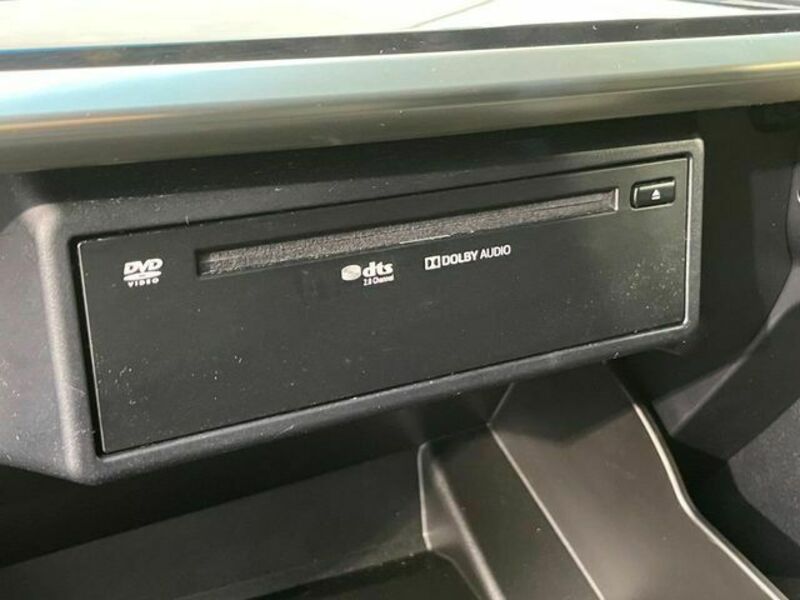 DVD
VIDEO
dts
2.0 Channel
DOLBY AUDIO